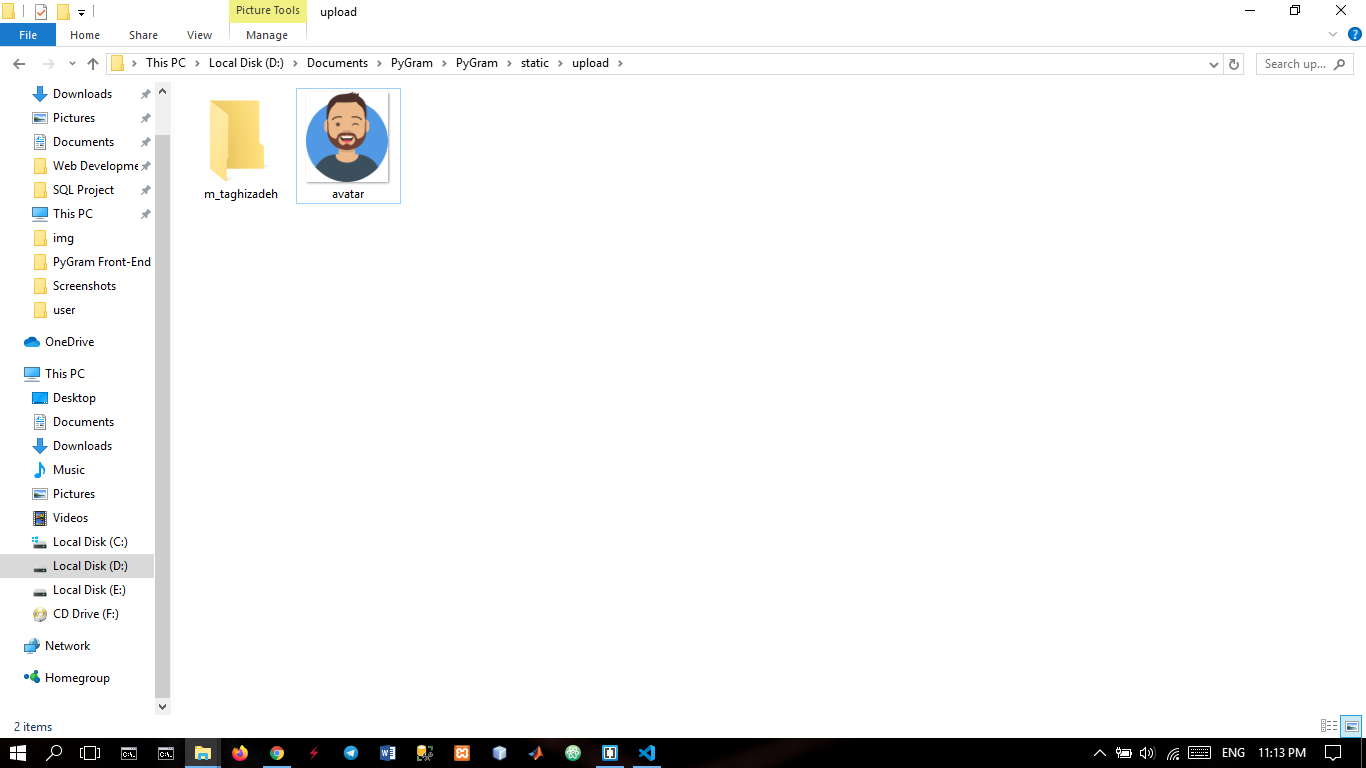 Picture Tools
upload
File
Home
Share
View
Manage
This PC
Local Disk (D:)
Documents
PyGram
PyGram
static
upload
Search up...
Downloads
Pictures
Documents
Web Developme
SQL Project
This PC
img
PyGram Front-End
Screenshots
user
OneDrive
This PC
Desktop
Documents
Downloads
Music
Pictures
Videos
Local Disk (C:)
Local Disk (D:)
Local Disk (E:)
CD Drive (F:)
Network
Homegroup
m_taghizadeh
avatar
2 items
ENG
11:13 PM